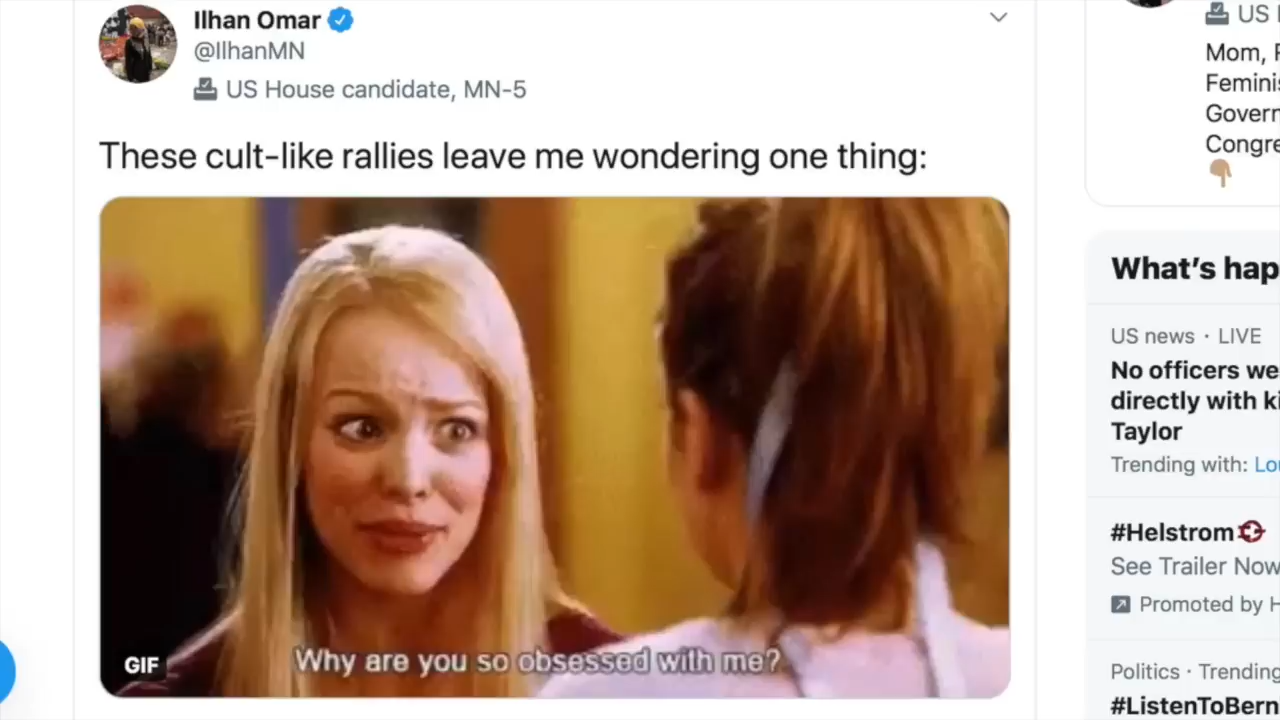 Ilhan Omar
@IlhanMN
US House candidate, MN-5
These cult-like rallies leave me wondering one thing:
Why are you so obsessed with me?
GIF
US
Mom,
Feminis
Govern
Congre
What's hap
US news · LIVE
No officers we
directly with ki
Taylor
Trending with: Lo
#Helstrom
See Trailer Now
Promoted by H
Politics · Trending
#ListenToBern